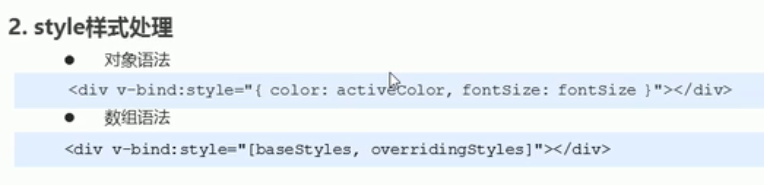 2. style样式处理
● 对象语法
<div v-bind:style="{ color: activeColor, fontSize: fontSize }"></div>
● 数组语法
<div v-bind:style="[baseStyles, overridingStyles]"></div>